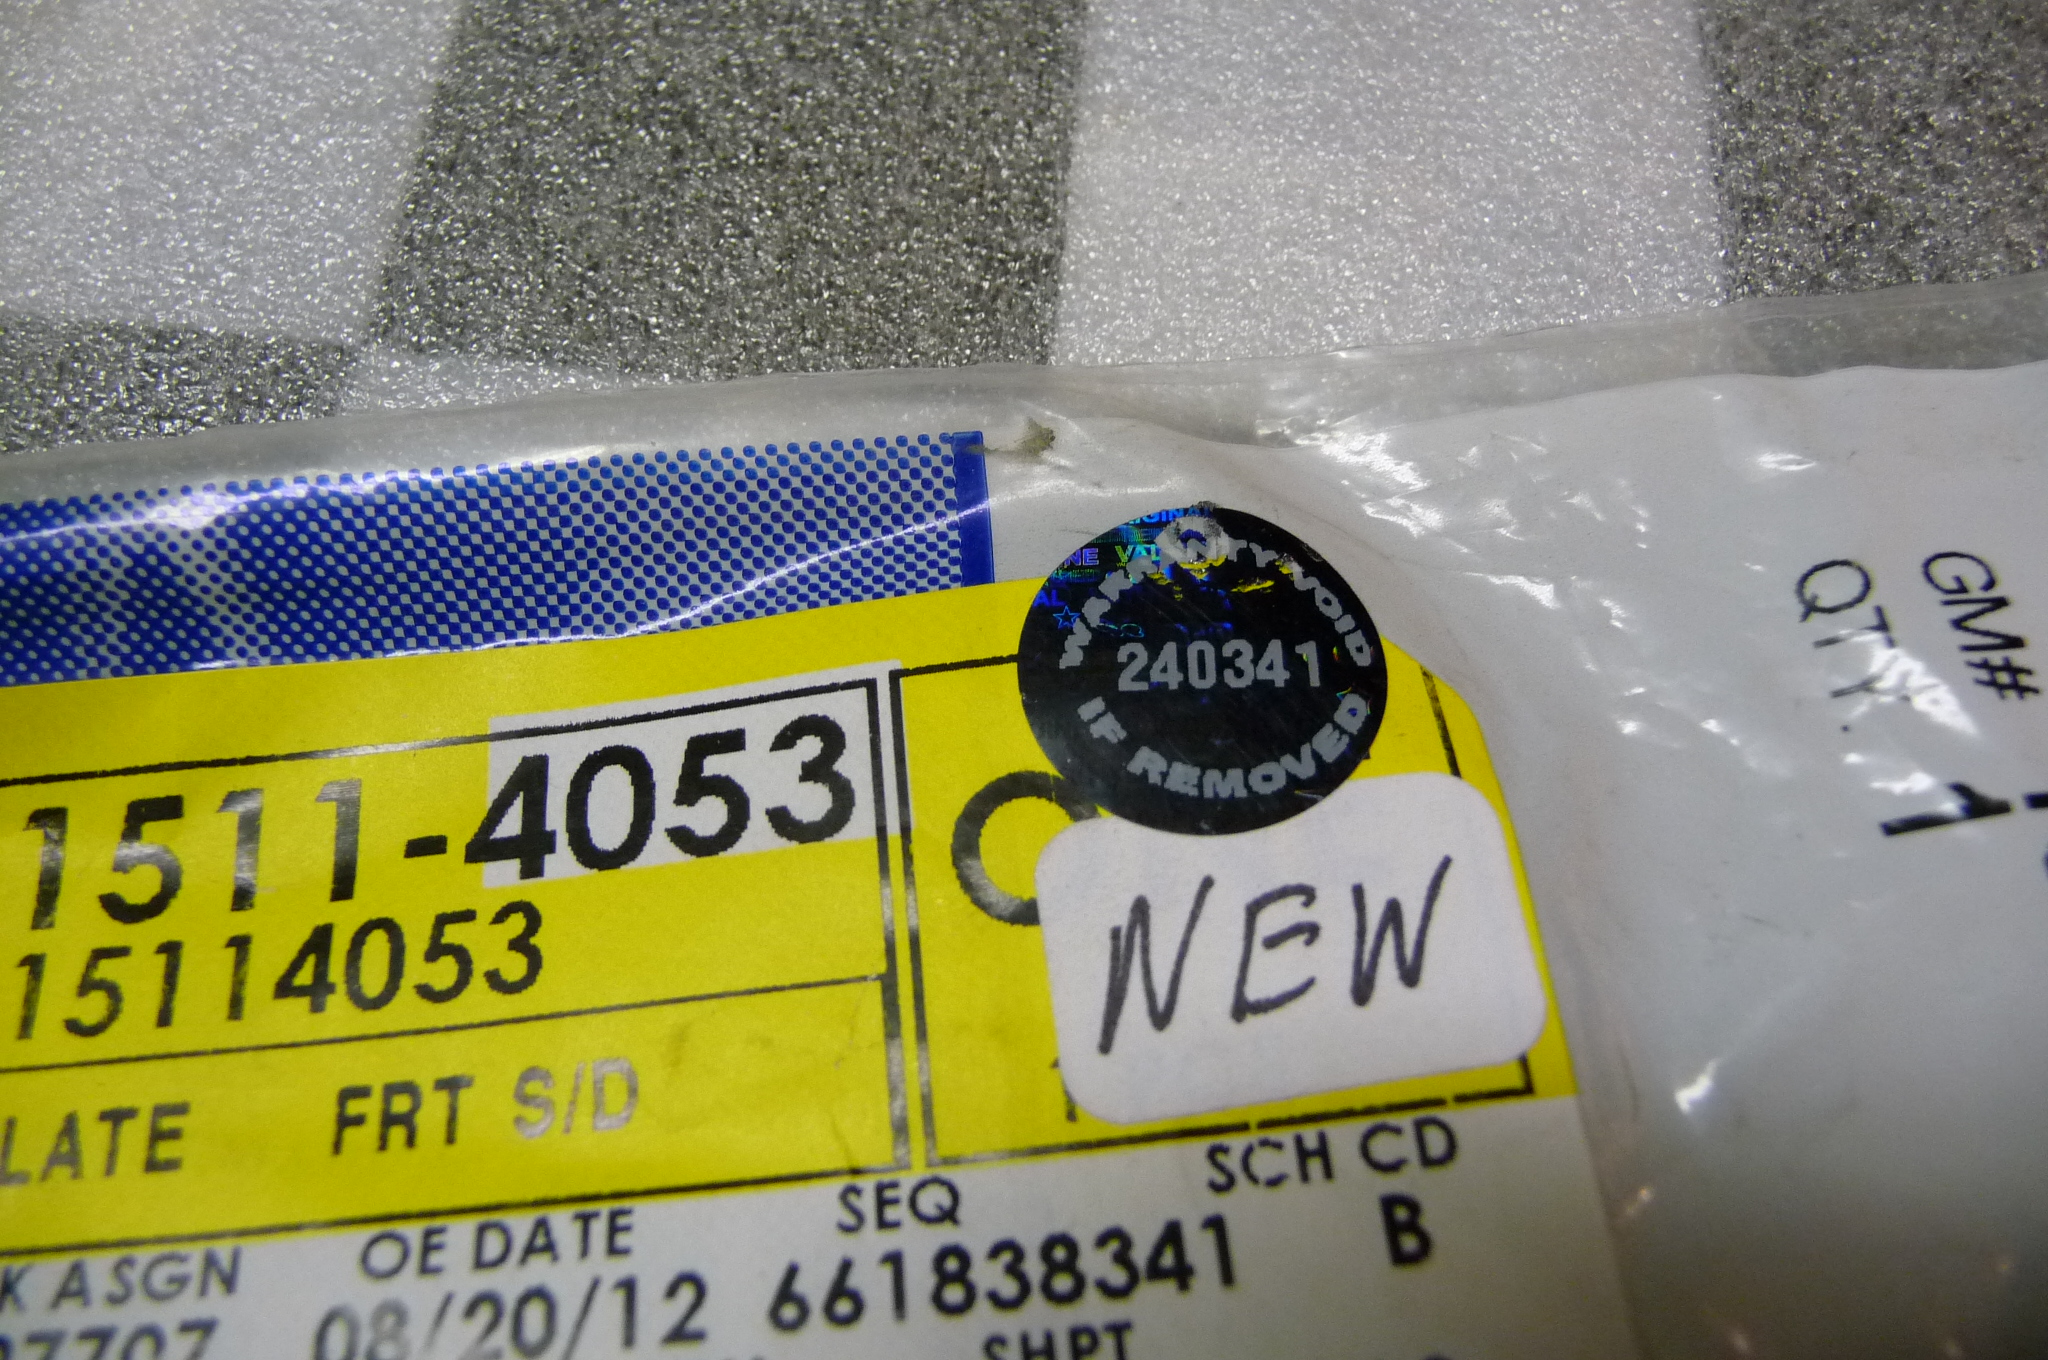 WARRANTY VOID
240341
IF REMOVED
GM#
QTY.
1
1511-4053
15114053
NEW
FRT S/D
SCH CD
SEQ
OE DATE
B
661838341
08/20/12
ASGN
SHPT